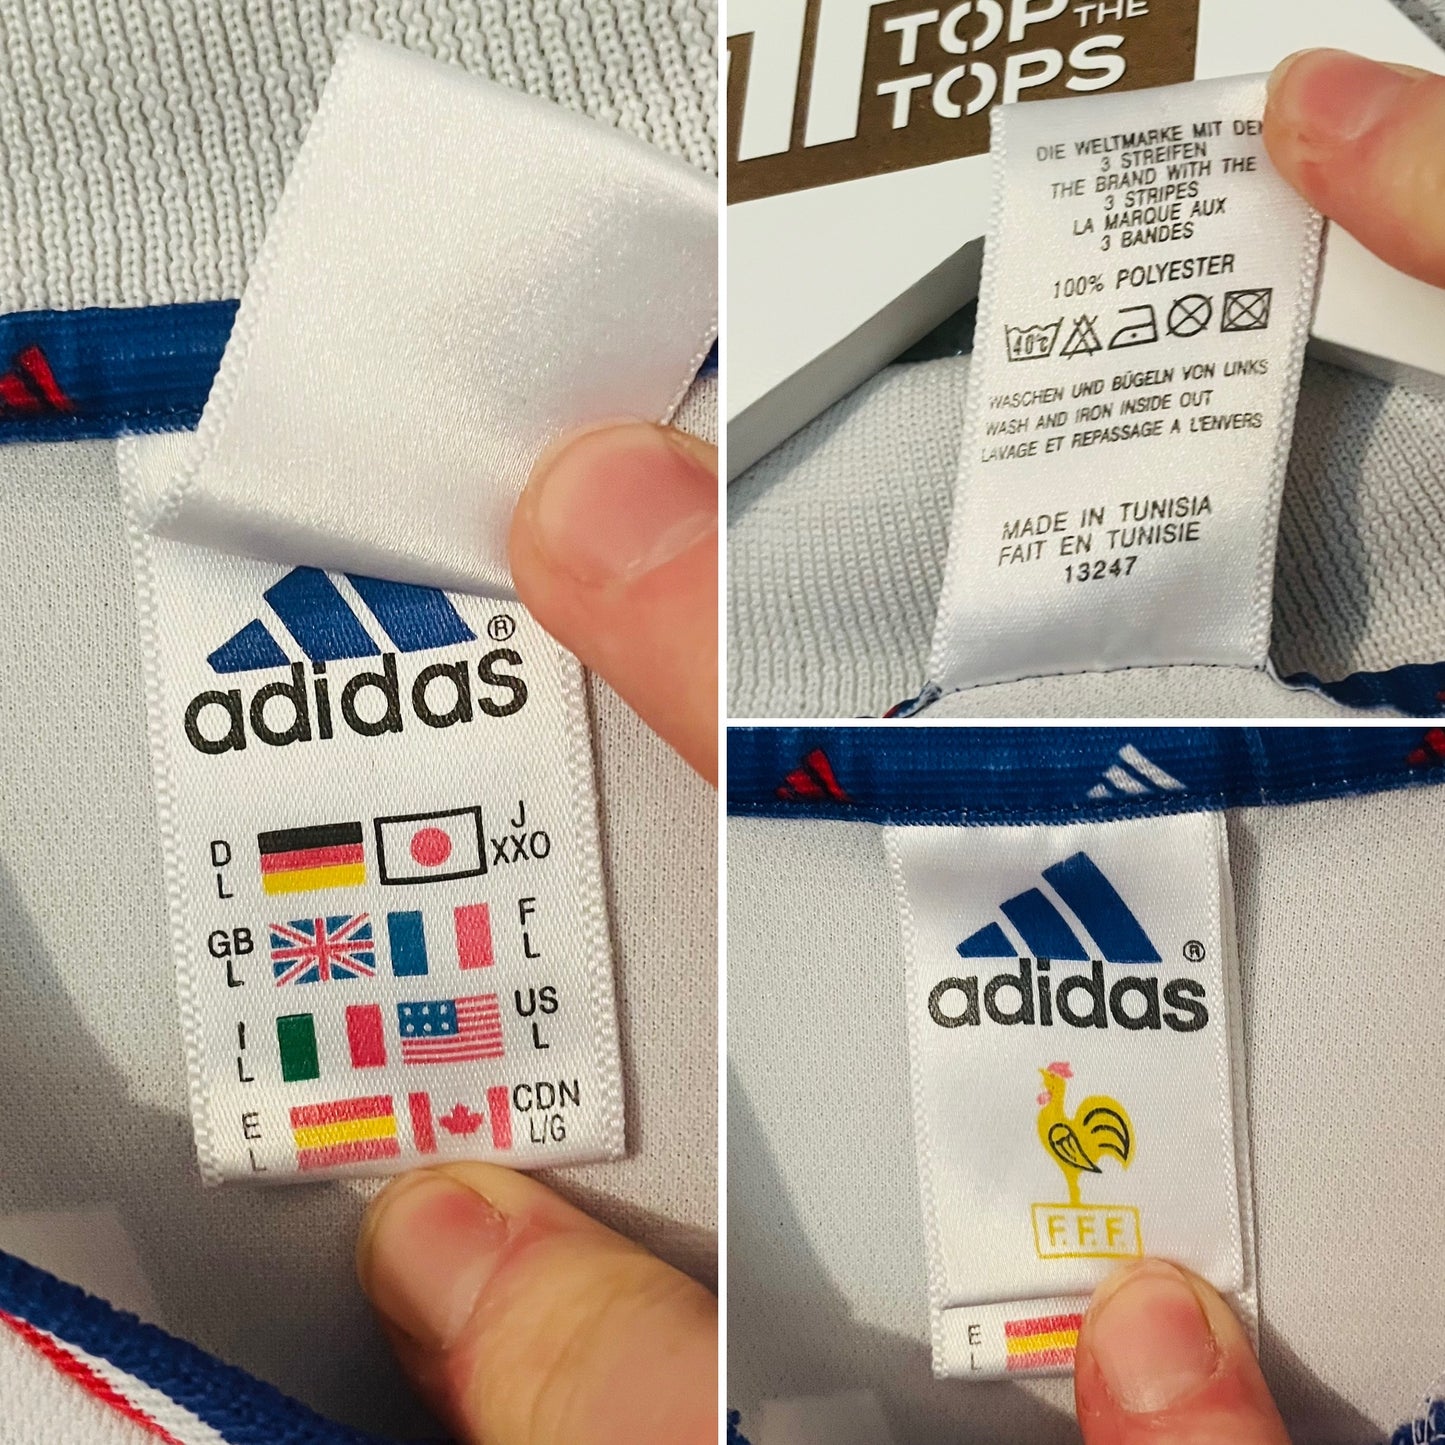 adidas®
D
L
J
XXO
GB
L
F
L
I
L
US
L
E
L
CDN
L/G
TOP THE
TOPS
DIE WELTMARKE MIT DEN
3 STREIFEN
THE BRAND WITH THE
3 STRIPES
LA MARQUE AUX
3 BANDES
100% POLYESTER
40°C
WASCHEN UND BÜGELN VON LINKS
WASH AND IRON INSIDE OUT
LAVAGE ET REPASSAGE A L'ENVERS
MADE IN TUNISIA
FAIT EN TUNISIE
13247
adidas®
F.F.F.
E
L